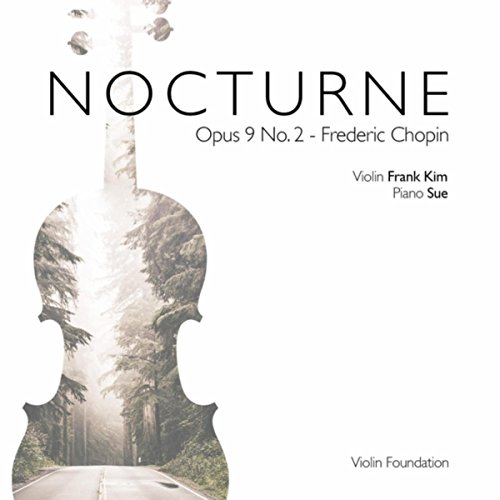 NOCTURNE
Opus 9 No. 2 - Frederic Chopin
Violin Frank Kim
Piano Sue
Violin Foundation